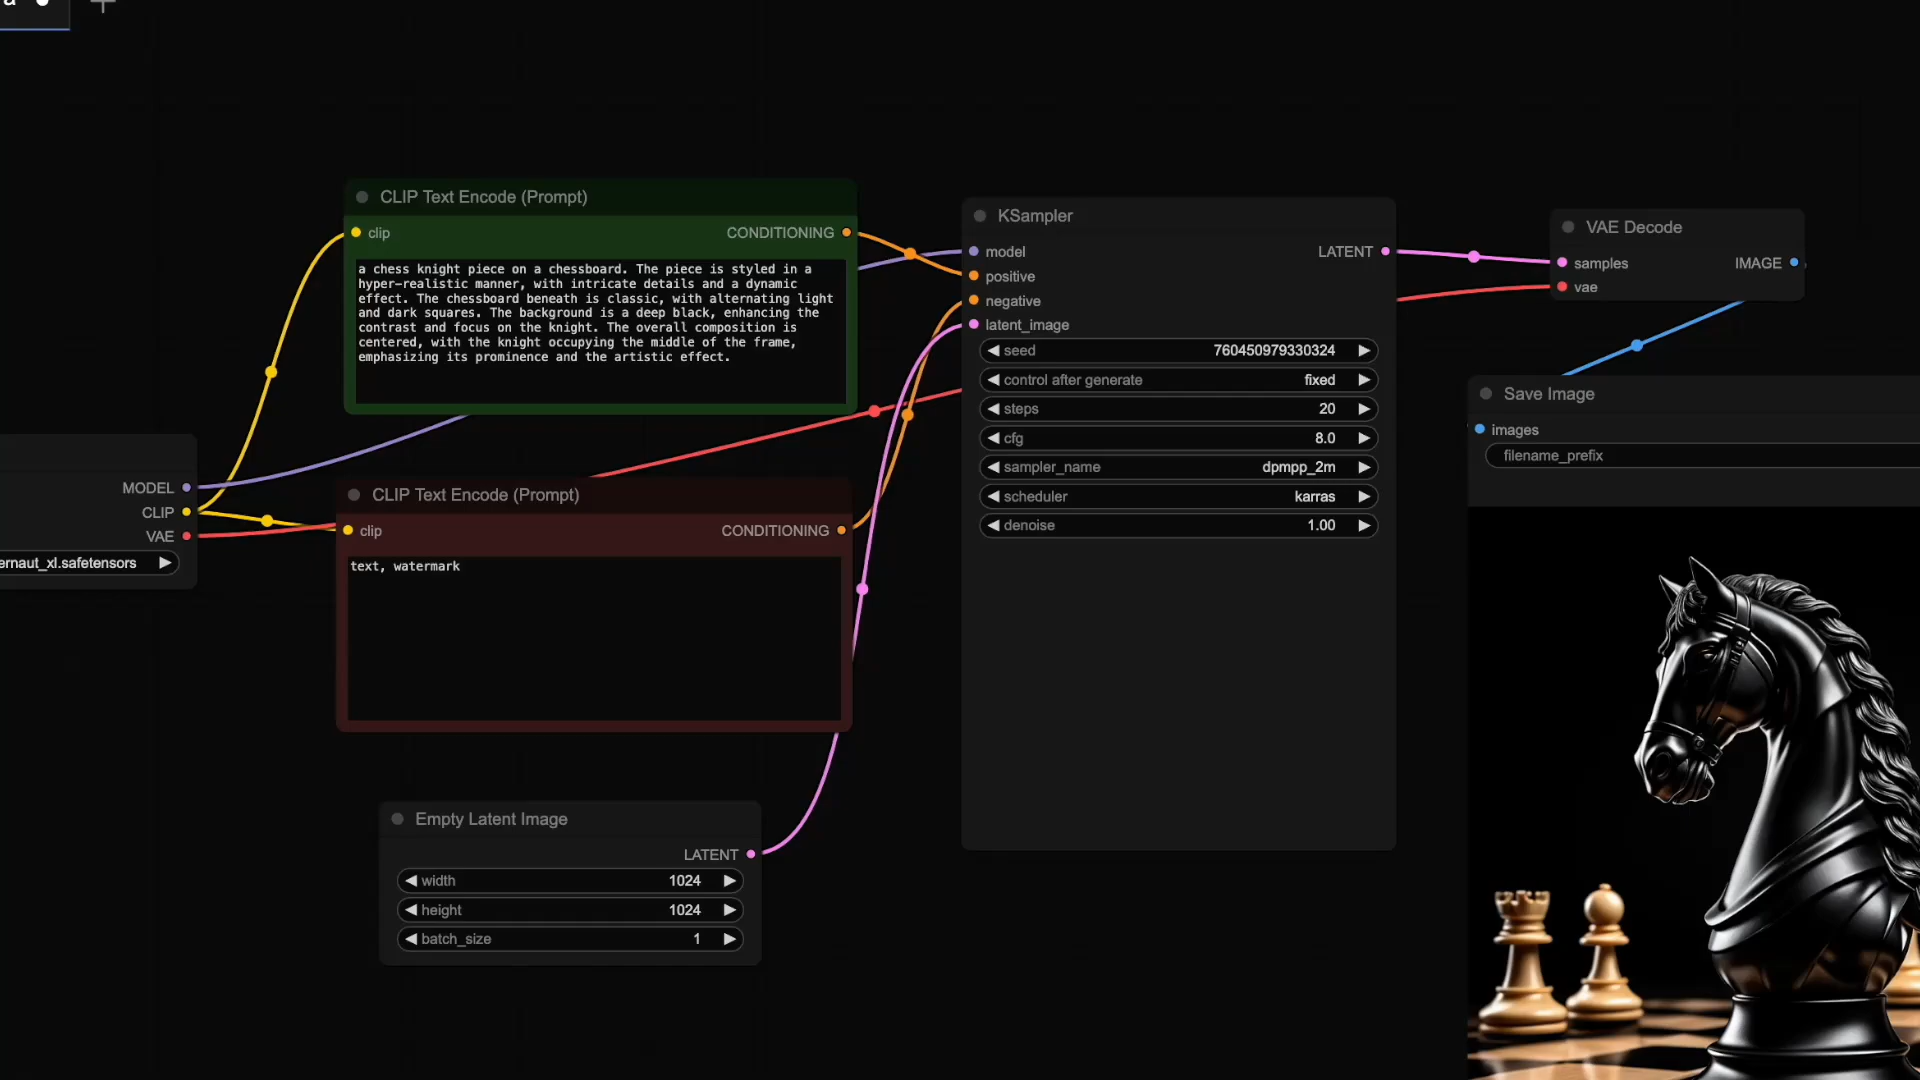 CLIP Text Encode (Prompt)
clip
CONDITIONING
a chess knight piece on a chessboard. The piece is styled in a
hyper-realistic manner, with intricate details and a dynamic
effect. The chessboard beneath is classic, with alternating light
and dark squares. The background is a deep black, enhancing the
contrast and focus on the knight. The overall composition is
centered, with the knight occupying the middle of the frame,
emphasizing its prominence and the artistic effect.
MODEL
CLIP
VAE
ernaut_xl.safetensors
CLIP Text Encode (Prompt)
clip
CONDITIONING
text, watermark
Empty Latent Image
LATENT
width 1024
height 1024
batch_size 1
KSampler
model
LATENT
positive
negative
latent_image
seed 760450979330324
control after generate fixed
steps 20
cfg 8.0
sampler_name dpmpp_2m
scheduler karras
denoise 1.00
VAE Decode
samples
IMAGE
vae
Save Image
images
filename_prefix